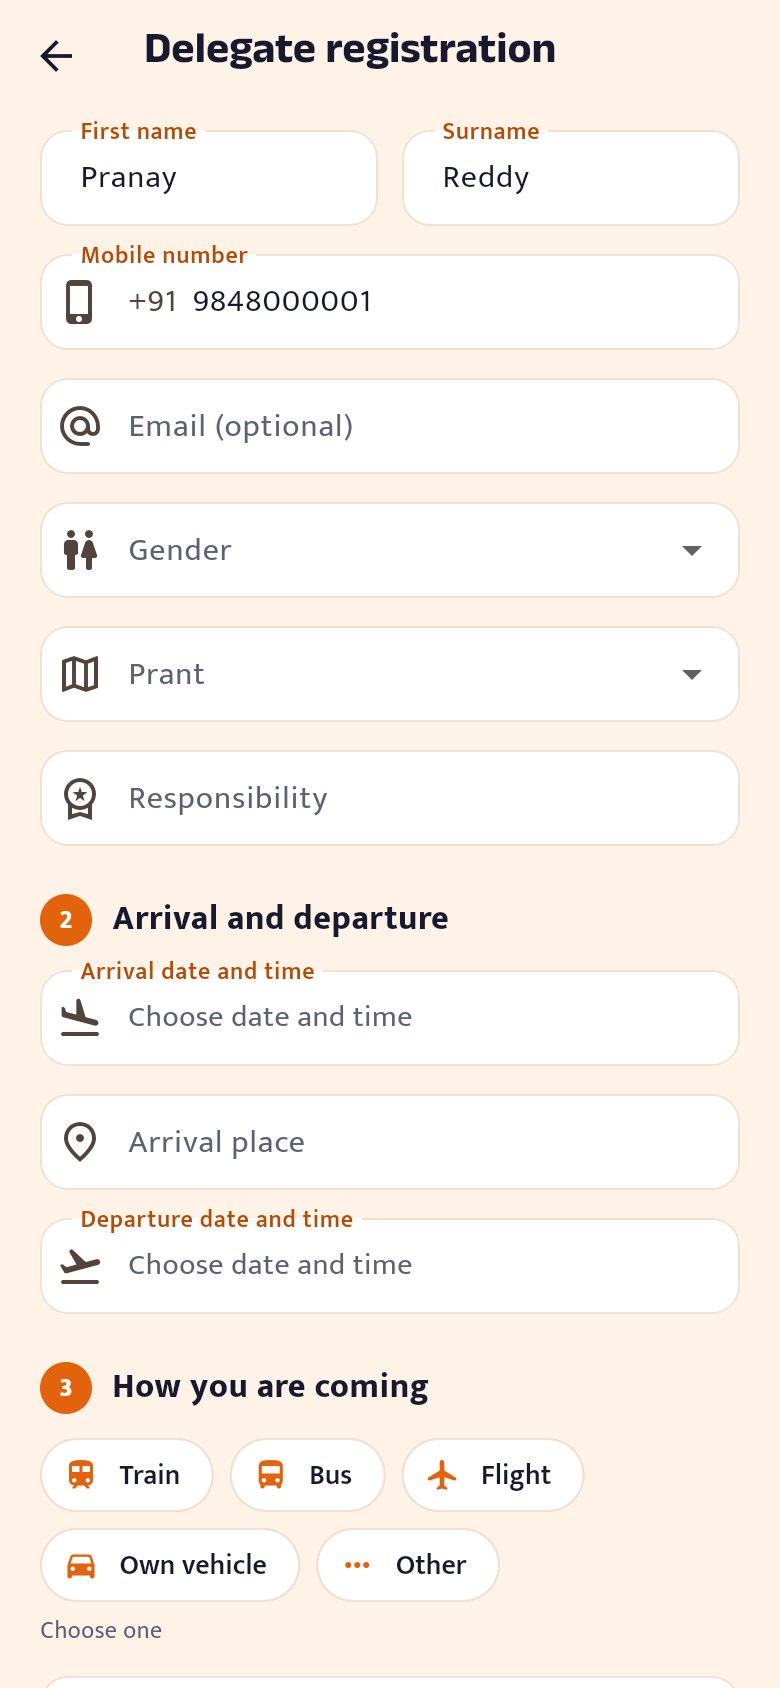 Delegate registration
First name
Surname
Pranay
Reddy
Mobile number
+91 9848000001
Email (optional)
Gender
Prant
Responsibility
2 Arrival and departure
Arrival date and time
Choose date and time
Arrival place
Departure date and time
Choose date and time
3 How you are coming
Train Bus Flight
Own vehicle Other
Choose one